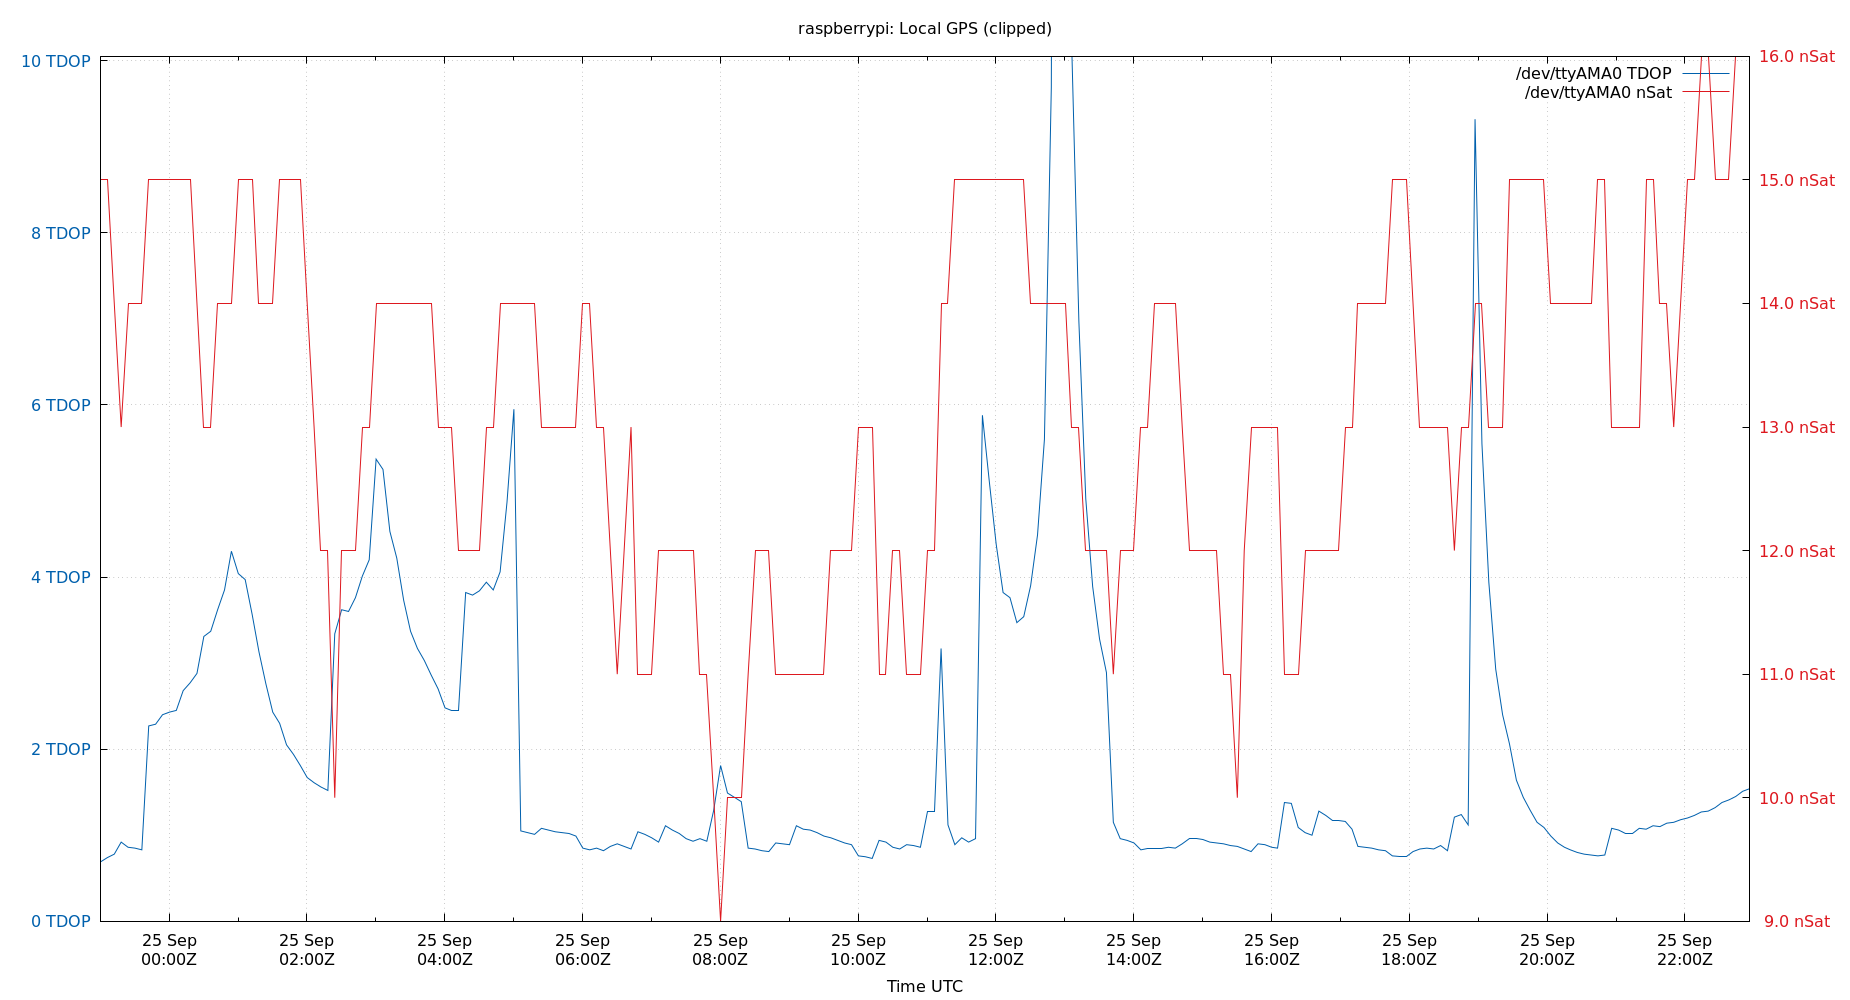 raspberrypi: Local GPS (clipped)
10 TDOP
8 TDOP
6 TDOP
4 TDOP
2 TDOP
0 TDOP
16.0 nSat
15.0 nSat
14.0 nSat
13.0 nSat
12.0 nSat
11.0 nSat
10.0 nSat
9.0 nSat
/dev/ttyAMA0 TDOP
/dev/ttyAMA0 nSat
25 Sep 25 Sep 25 Sep 25 Sep 25 Sep 25 Sep 25 Sep 25 Sep 25 Sep 25 Sep 25 Sep 25 Sep
00:00Z 02:00Z 04:00Z 06:00Z 08:00Z 10:00Z 12:00Z 14:00Z 16:00Z 18:00Z 20:00Z 22:00Z
Time UTC